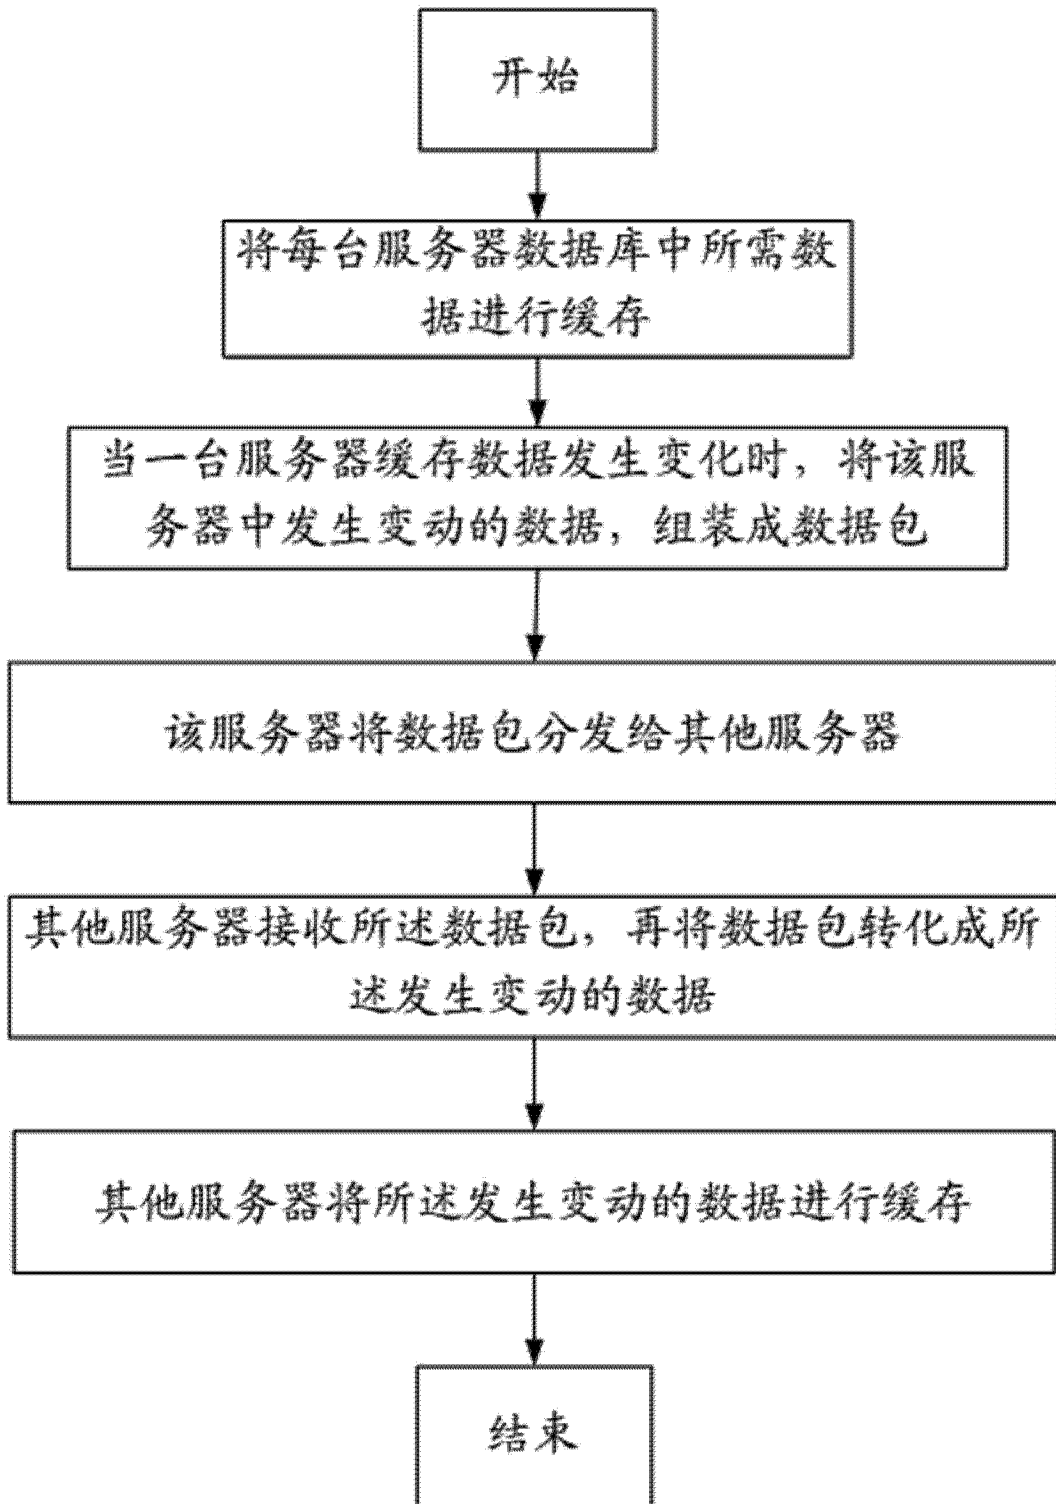 开始
将每台服务器数据库中所需数
据进行缓存
当一台服务器缓存数据发生变化时，将该服
务器中发生变动的数据，组装成数据包
该服务器将数据包分发给其他服务器
其他服务器接收所述数据包，再将数据包转化成所
述发生变动的数据
其他服务器将所述发生变动的数据进行缓存
结束